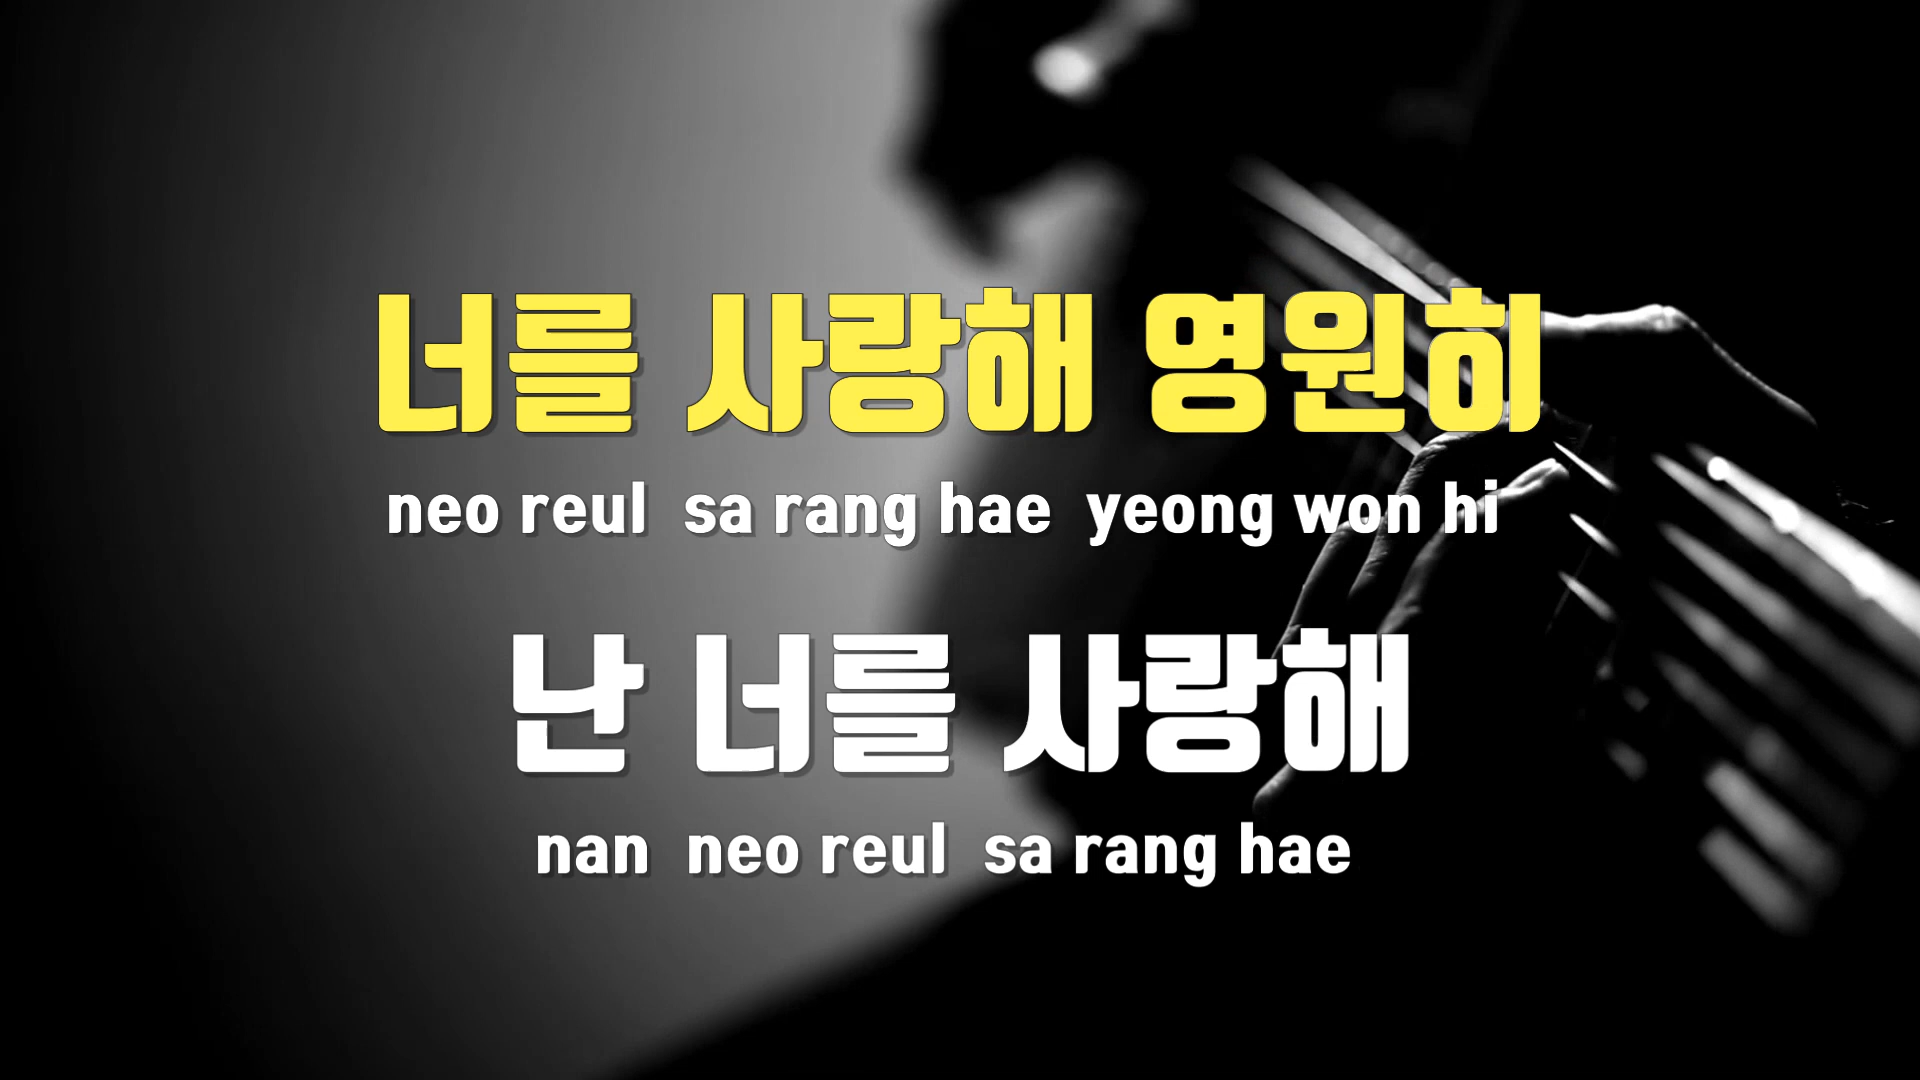 너를 사랑해 영원히
neo reul sa rang hae yeong won hi
난 너를 사랑해
nan neo reul sa rang hae